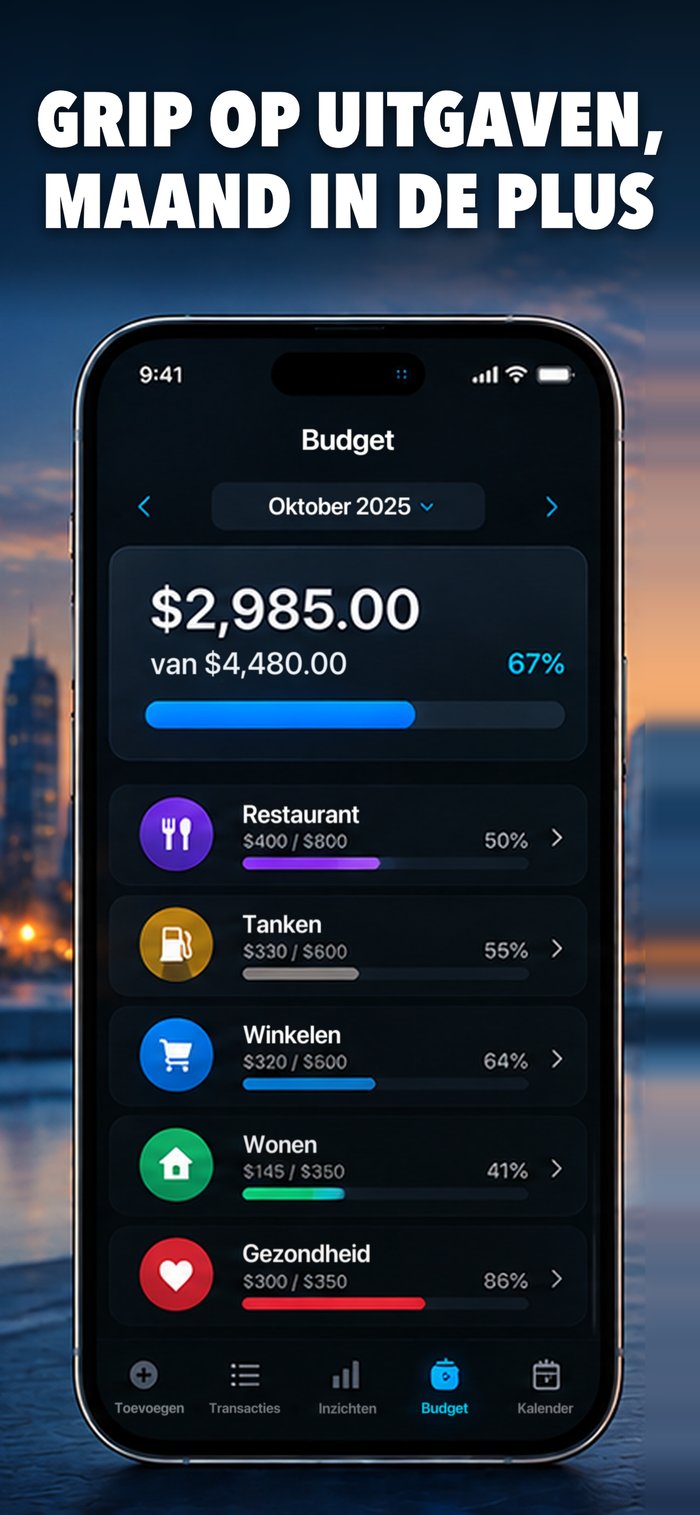 GRIP OP UITGAVEN,
MAAND IN DE PLUS
9:41
Budget
Oktober 2025
$2,985.00
van $4,480.00
67%
Restaurant
$400 / $800
50%
Tanken
$330 / $600
55%
Winkelen
$320 / $600
64%
Wonen
$145 / $350
41%
Gezondheid
$300 / $350
86%
Toevoegen
Transacties
Inzichten
Budget
Kalender